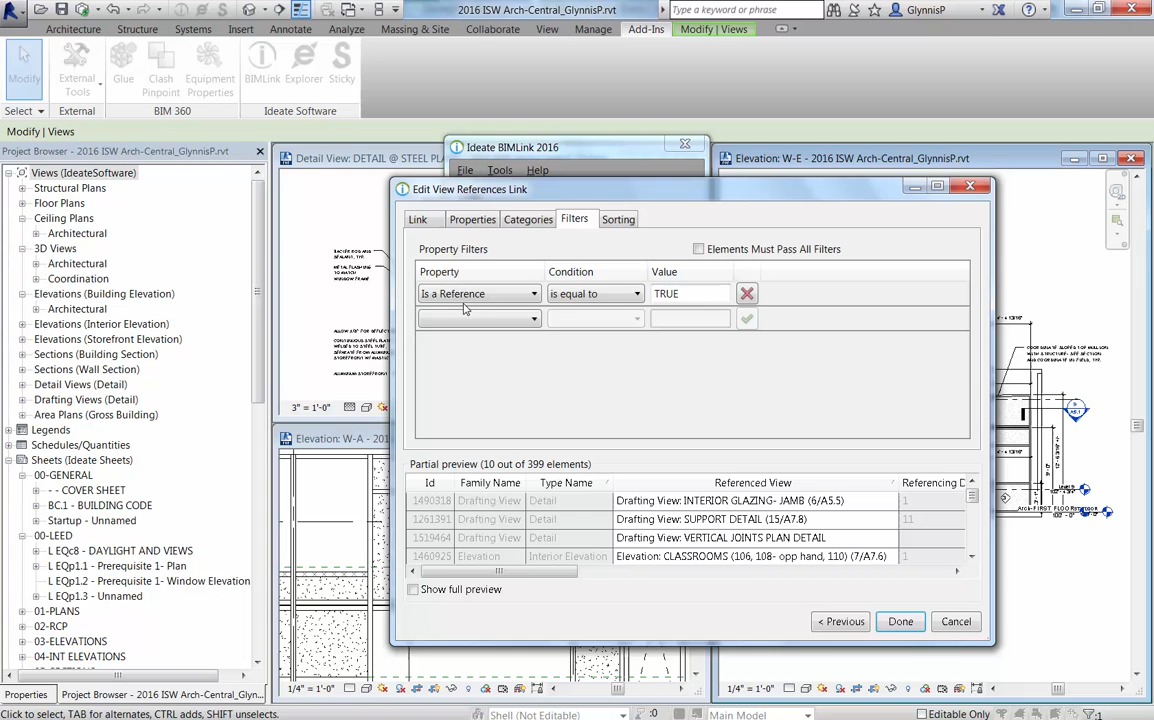 2016 ISW Arch-Central_GlynnisP.rvt
Type a keyword or phrase
GlynnisP
Architecture Structure Systems Insert Annotate Analyze Massing & Site Collaborate View Manage Add-Ins Modify | Views
Modify External Tools Glue Clash Pinpoint Equipment Properties BIMLink Explorer Sticky
Select External BIM 360 Ideate Software
Modify | Views
Project Browser - 2016 ISW Arch-Central_GlynnisP.rvt
Views (IdeateSoftware)
Structural Plans
Floor Plans
Ceiling Plans
Architectural
3D Views
Architectural
Coordination
Elevations (Building Elevation)
Architectural
Elevations (Interior Elevation)
Elevations (Storefront Elevation)
Sections (Building Section)
Sections (Wall Section)
Detail Views (Detail)
Drafting Views (Detail)
Area Plans (Gross Building)
Legends
Schedules/Quantities
Sheets (Ideate Sheets)
00-GENERAL
- - COVER SHEET
BC.1 - BUILDING CODE
Startup - Unnamed
00-LEED
L EQc8 - DAYLIGHT AND VIEWS
L EQp1.1 - Prerequisite 1- Plan
L EQp1.2 - Prerequisite 1 - Window Elevation
L EQp1.3 - Unnamed
01-PLANS
02-RCP
03-ELEVATIONS
04-INT ELEVATIONS
Properties Project Browser - 2016 ISW Arch-Central_Glyn...
Click to select, TAB for alternates, CTRL adds, SHIFT unselects.
Detail View: DETAIL @ STEEL PLA
3" = 1'-0"
Elevation: W-A - 2016
1/4" = 1'-0"
Elevation: W-E - 2016 ISW Arch-Central_GlynnisP.rvt
1/4" = 1'-0"
Ideate BIMLink 2016
File Tools Help
Edit View References Link
Link Properties Categories Filters Sorting
Property Filters
Elements Must Pass All Filters
Property Condition Value
Is a Reference is equal to TRUE
Partial preview (10 out of 399 elements)
Id Family Name Type Name Referenced View Referencing D
1490318 Drafting View Detail Drafting View: INTERIOR GLAZING- JAMB (6/A5.5) 1
1261391 Drafting View Detail Drafting View: SUPPORT DETAIL (15/A7.8) 11
1519464 Drafting View Detail Drafting View: VERTICAL JOINTS PLAN DETAIL
1460925 Elevation Interior Elevation Elevation: CLASSROOMS (106, 108- opp hand, 110) (7/A7.6) 1
Show full preview
< Previous Done Cancel
Shell (Not Editable) :0 Main Model Editable Only :1